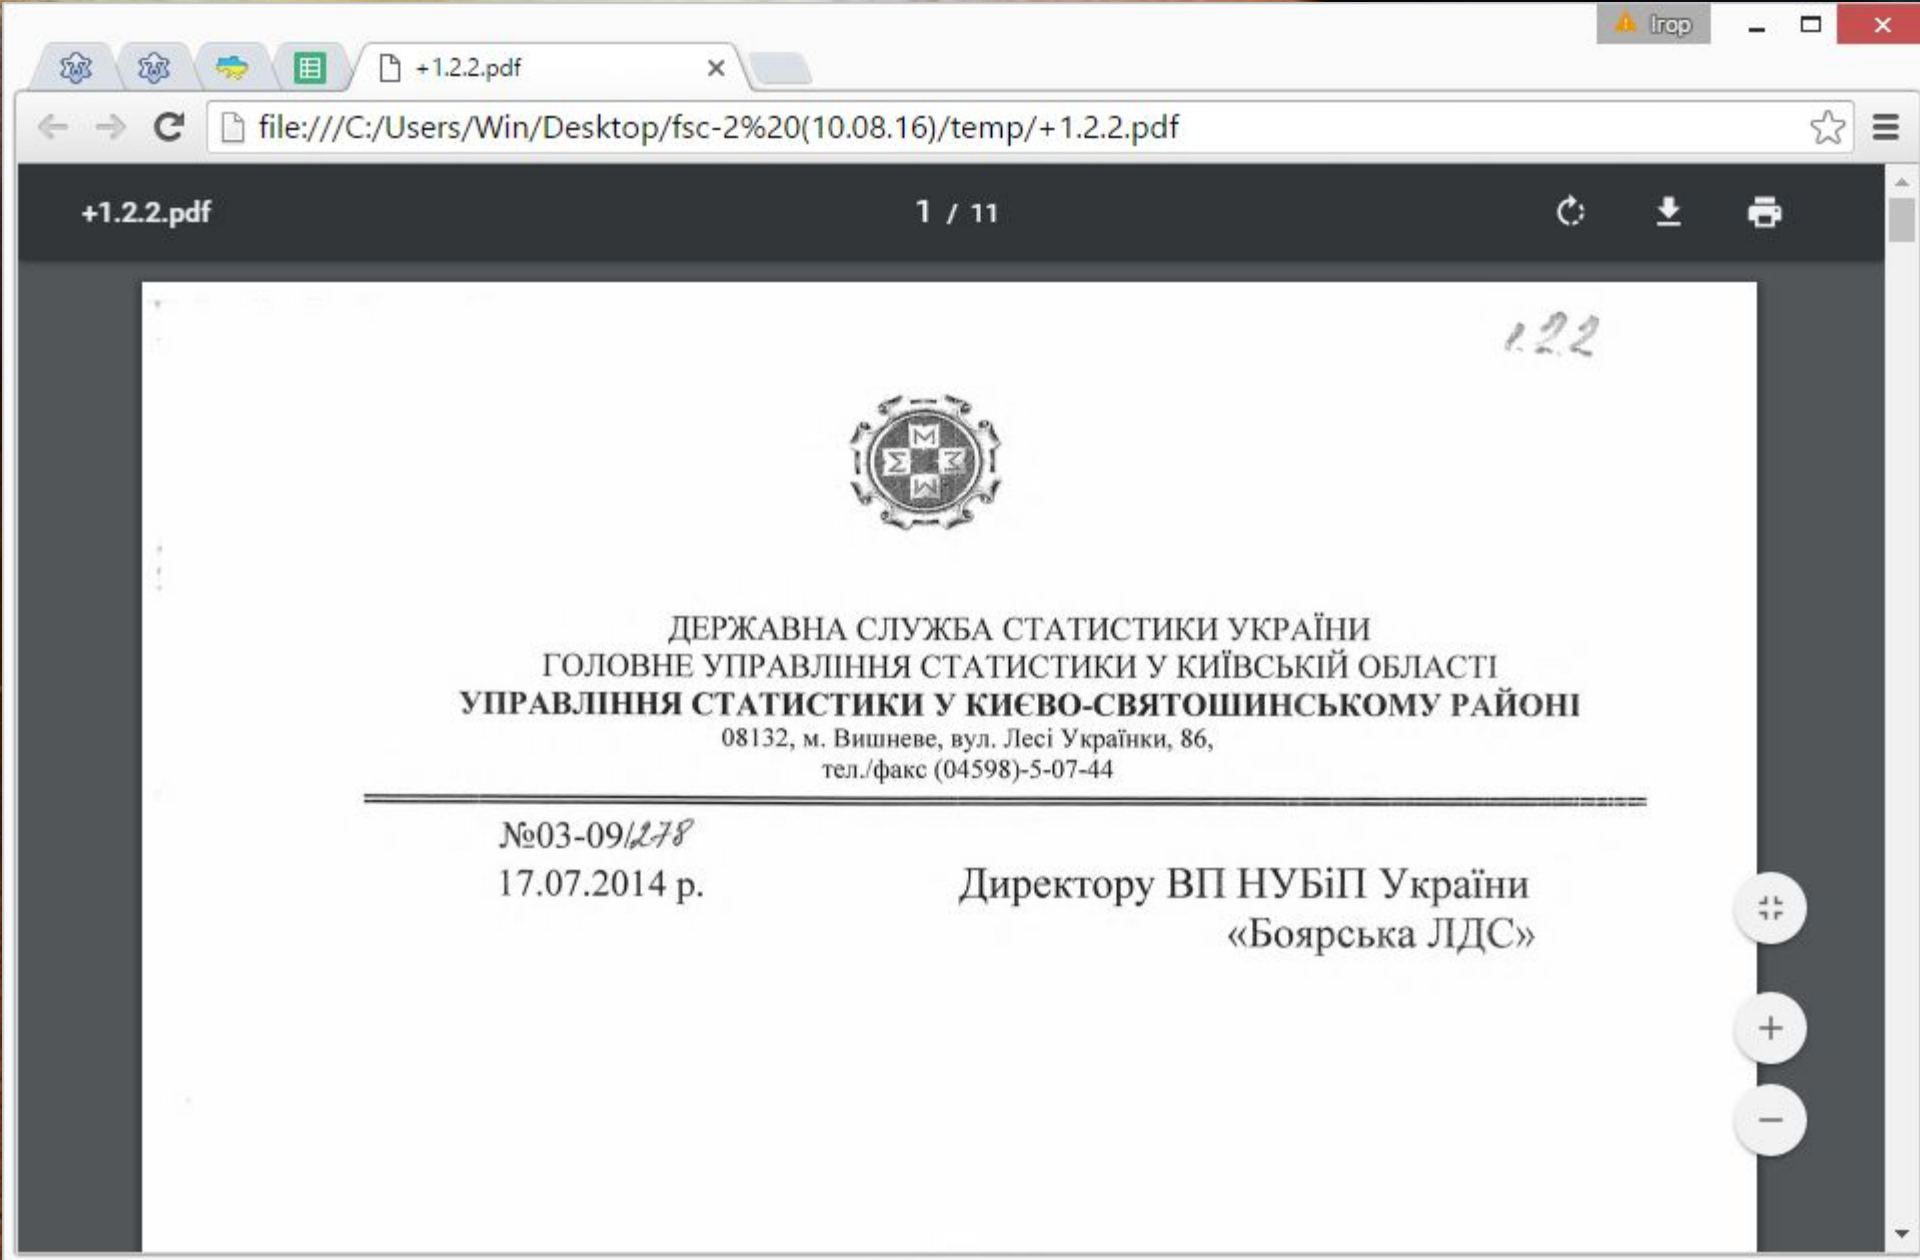 Ігор
+1.2.2.pdf
file:///C:/Users/Win/Desktop/fsc-2%20(10.08.16)/temp/+1.2.2.pdf
+1.2.2.pdf
1 / 11
1.2.2
ДЕРЖАВНА СЛУЖБА СТАТИСТИКИ УКРАЇНИ
ГОЛОВНЕ УПРАВЛІННЯ СТАТИСТИКИ У КИЇВСЬКІЙ ОБЛАСТІ
УПРАВЛІННЯ СТАТИСТИКИ У КИЄВО-СВЯТОШИНСЬКОМУ РАЙОНІ
08132, м. Вишневе, вул. Лесі Українки, 86,
тел./факс (04598)-5-07-44
№03-09/278
17.07.2014 р.
Директору ВП НУБіП України
«Боярська ЛДС»